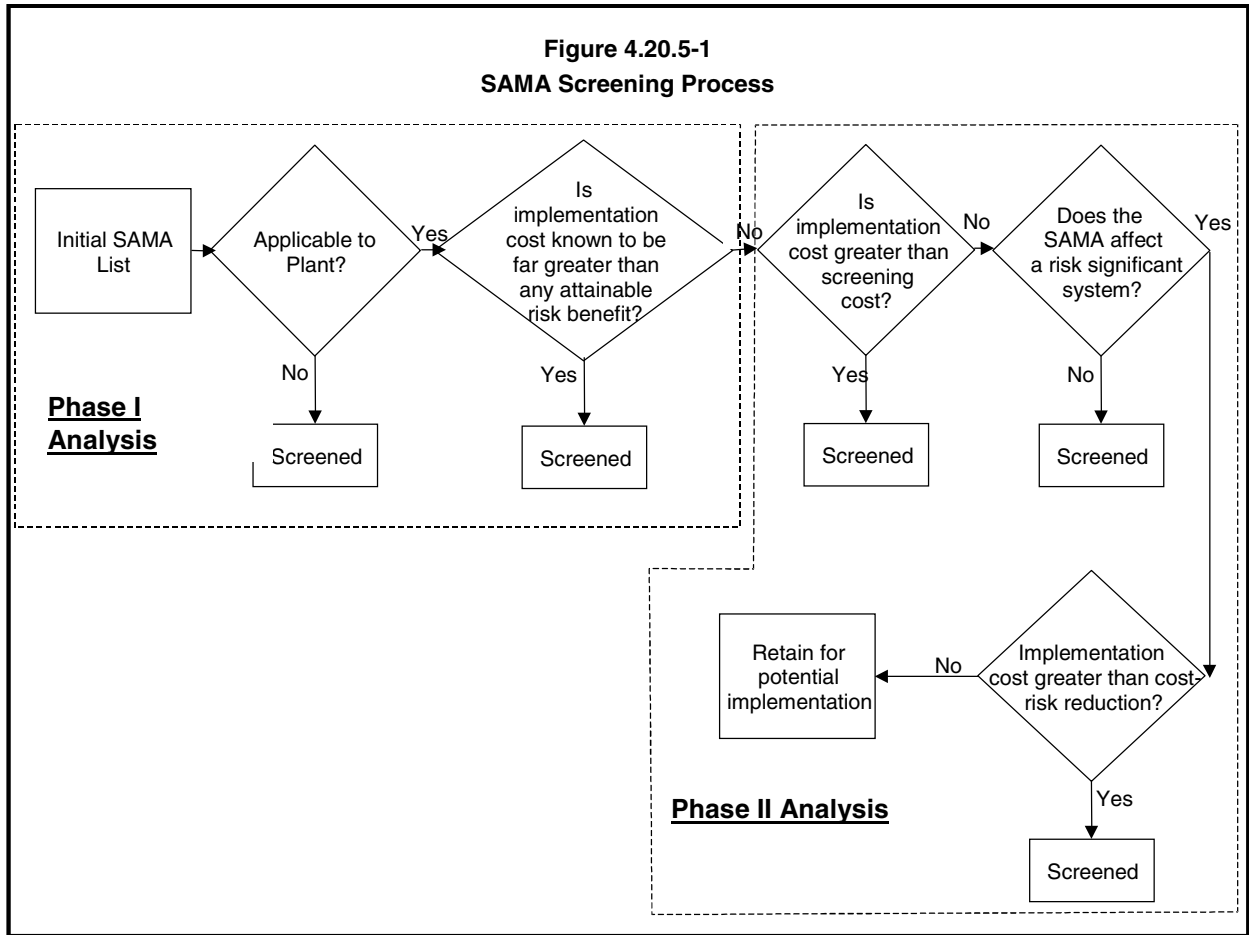 Figure 4.20.5-1
SAMA Screening Process
Initial SAMA
List
Applicable to
Plant?
Yes
No
Screened
Is
implementation
cost known to be
far greater than
any attainable
risk benefit?
Yes
Screened
No
Phase I
Analysis
Is
implementation
cost greater than
screening
cost?
Yes
Screened
No
Does the
SAMA affect
a risk significant
system?
No
Screened
Yes
Implementation
cost greater than cost-
risk reduction?
No
Retain for
potential
implementation
Yes
Screened
Phase II Analysis